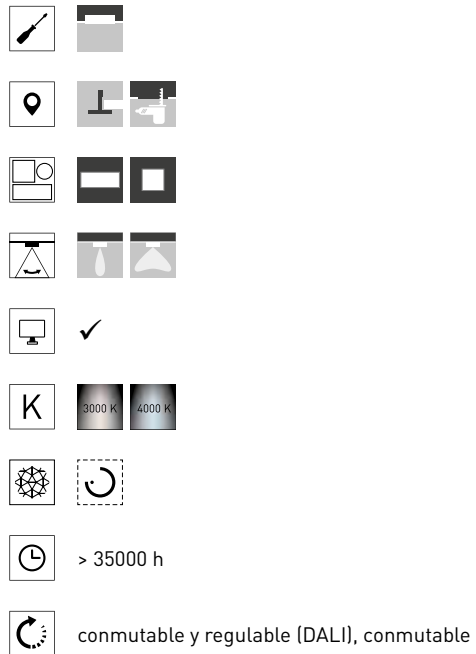 K 3000 K 4000 K
> 35000 h
conmutable y regulable (DALI), conmutable